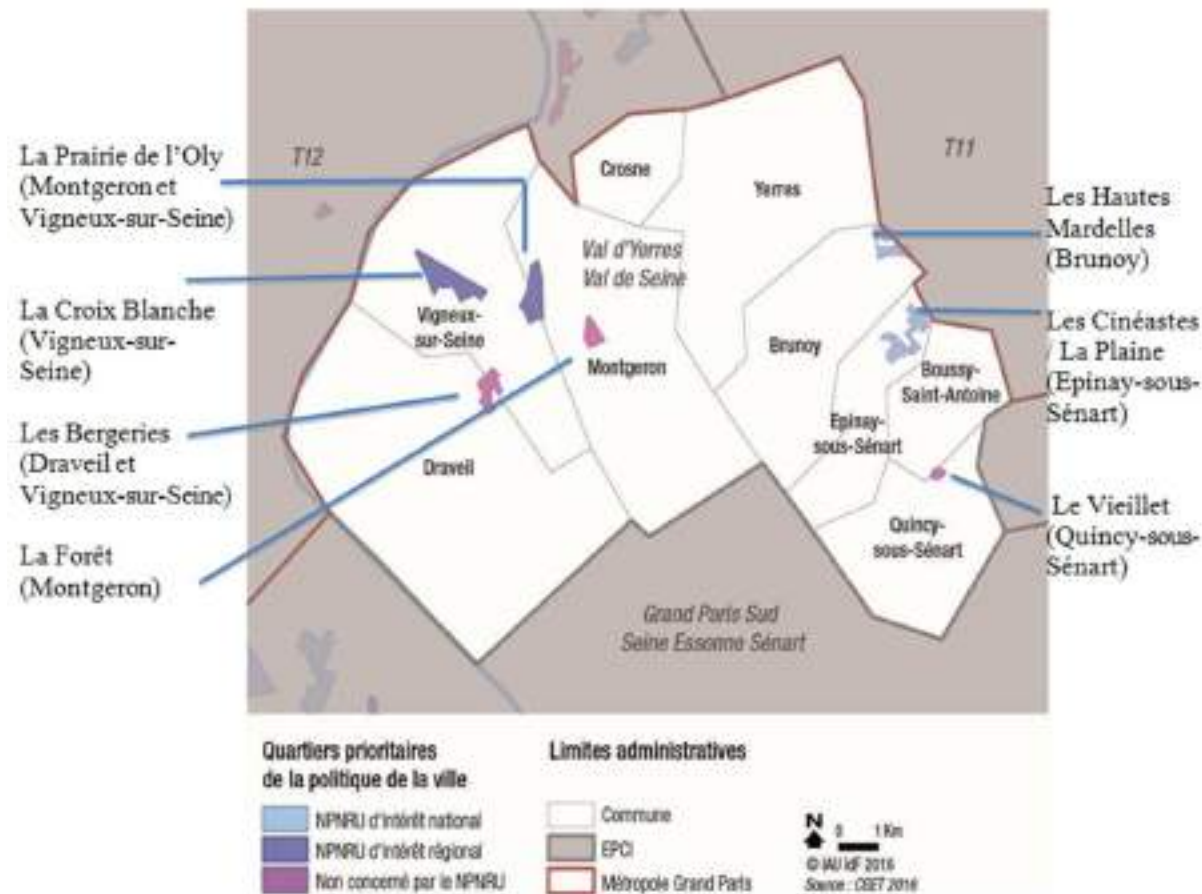 La Prairie de l'Oly
(Montgeron et
Vigneux-sur-Seine)
La Croix Blanche
(Vigneux-sur-
Seine)
Les Bergeries
(Draveil et
Vigneux-sur-Seine)
La Forêt
(Montgeron)
T12
T11
Crosne
Yerres
Val d'Yerres
Val de Seine
Vigneux-
sur-Seine
Montgeron
Brunoy
Boussy-
Saint-Antoine
Epinay-
sous-Sénart
Draveil
Quincy-
sous-Sénart
Grand Paris Sud
Seine Essonne Sénart
Les Hautes
Mardelles
(Brunoy)
Les Cinéastes
/ La Plaine
(Epinay-sous-
Sénart)
Le Vieillet
(Quincy-sous-
Sénart)
Quartiers prioritaires
de la politique de la ville
NPNRU d'intérêt national
NPNRU d'intérêt régional
Non concerné par le NPNRU
Limites administratives
Commune
EPCI
Métropole Grand Paris
N
0 1 Km
© IAU îdF 2016
Source : CGET 2016